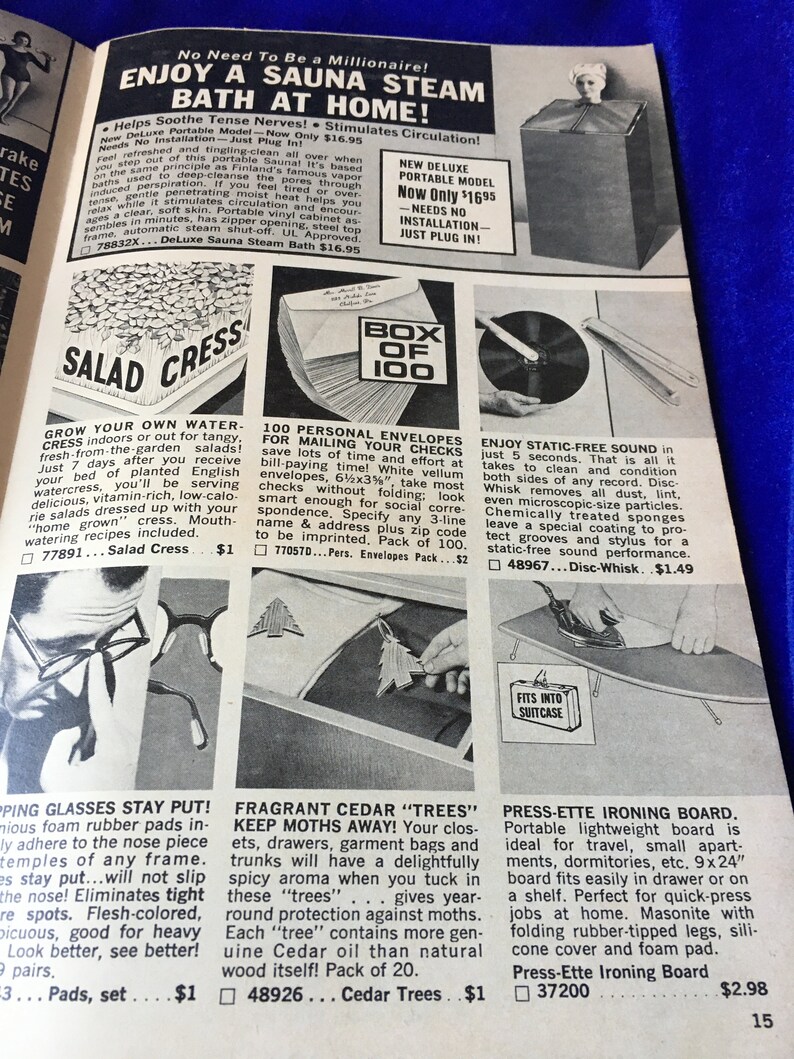 rake
TES
SE
M
No Need To Be a Millionaire!
ENJOY A SAUNA STEAM
BATH AT HOME!
• Helps Soothe Tense Nerves! • Stimulates Circulation!
New DeLuxe Portable Model—Now Only $16.95
Needs No Installation—Just Plug In!
Feel refreshed and tingling-clean all over when
you step out of this portable Sauna! It's based
on the same principle as Finland's famous vapor
baths used to deep-cleanse the pores through
induced perspiration. If you feel tired or over-
tense, gentle penetrating moist heat helps you
relax while it stimulates circulation and encour-
ages a clear, soft skin. Portable vinyl cabinet as-
sembles in minutes, has zipper opening, steel top
frame, automatic steam shut-off. UL Approved.
□ 78832X... DeLuxe Sauna Steam Bath $16.95
NEW DELUXE
PORTABLE MODEL
Now Only $1695
—NEEDS NO
INSTALLATION—
JUST PLUG IN!
SALAD CRESS
GROW YOUR OWN WATER-
CRESS indoors or out for tangy,
fresh-from-the-garden salads!
Just 7 days after you receive
your bed of planted English
watercress, you'll be serving
delicious, vitamin-rich, low-calo-
rie salads dressed up with your
"home grown" cress. Mouth-
watering recipes included.
□ 77891... Salad Cress . . . $1
BOX
OF
100
100 PERSONAL ENVELOPES
FOR MAILING YOUR CHECKS
save lots of time and effort at
bill-paying time! White vellum
envelopes, 6½x3⅝", take most
checks without folding; look
smart enough for social corre-
spondence. Specify any 3-line
name & address plus zip code
to be imprinted. Pack of 100.
□ 77057D...Pers. Envelopes Pack...$2
ENJOY STATIC-FREE SOUND in
just 5 seconds. That is all it
takes to clean and condition
both sides of any record. Disc-
Whisk removes all dust, lint,
even microscopic-size particles.
Chemically treated sponges
leave a special coating to pro-
tect grooves and stylus for a
static-free sound performance.
□ 48967...Disc-Whisk. .$1.49
PPING GLASSES STAY PUT!
nious foam rubber pads in-
ly adhere to the nose piece
temples of any frame.
es stay put...will not slip
the nose! Eliminates tight
re spots. Flesh-colored,
picuous, good for heavy
Look better, see better!
9 pairs.
3 ... Pads, set .... $1
FRAGRANT CEDAR "TREES"
KEEP MOTHS AWAY! Your clos-
ets, drawers, garment bags and
trunks will have a delightfully
spicy aroma when you tuck in
these "trees" . . . gives year-
round protection against moths.
Each "tree" contains more gen-
uine Cedar oil than natural
wood itself! Pack of 20.
□ 48926... Cedar Trees . .$1
FITS INTO
SUITCASE
PRESS-ETTE IRONING BOARD.
Portable lightweight board is
ideal for travel, small apart-
ments, dormitories, etc. 9x24"
board fits easily in drawer or on
a shelf. Perfect for quick-press
jobs at home. Masonite with
folding rubber-tipped legs, sili-
cone cover and foam pad.
Press-Ette Ironing Board
□ 37200 ............ $2.98
15